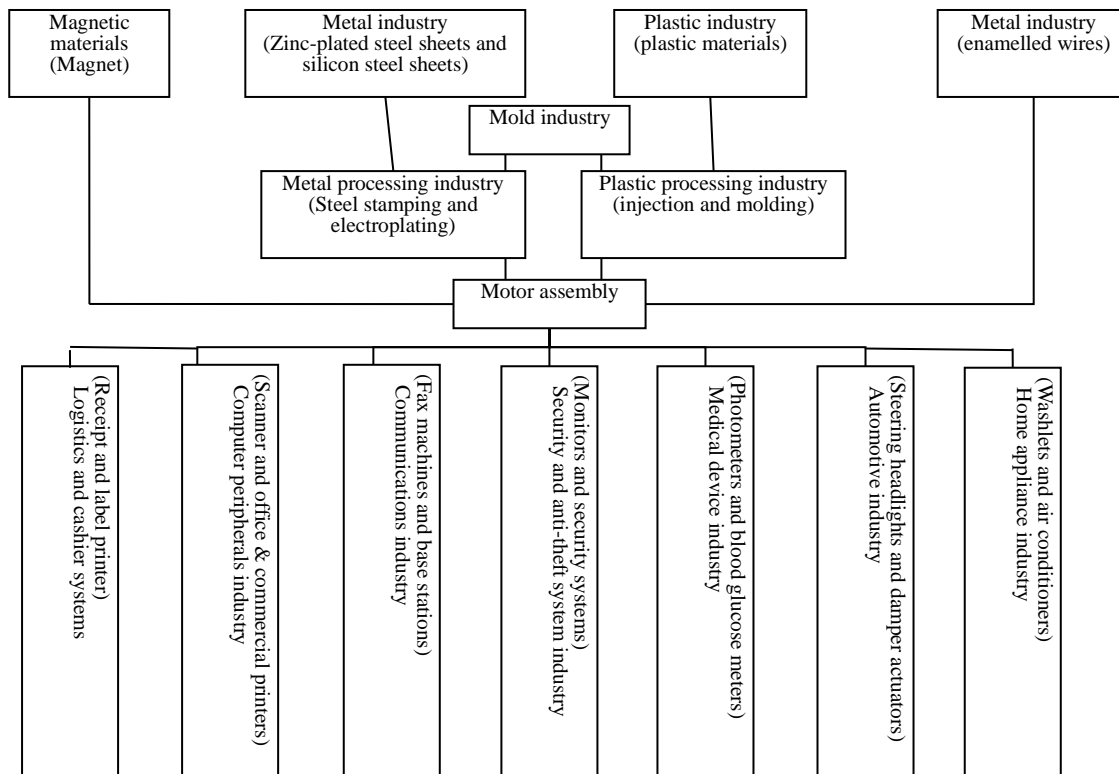 Magnetic
materials
(Magnet)
Metal industry
(Zinc-plated steel sheets and
silicon steel sheets)
Plastic industry
(plastic materials)
Metal industry
(enamelled wires)
Mold industry
Metal processing industry
(Steel stamping and
electroplating)
Plastic processing industry
(injection and molding)
Motor assembly
(Receipt and label printer)
Logistics and cashier systems
(Scanner and office & commercial printers)
Computer peripherals industry
(Fax machines and base stations)
Communications industry
(Monitors and security systems)
Security and anti-theft system industry
(Photometers and blood glucose meters)
Medical device industry
(Steering headlights and damper actuators)
Automotive industry
(Washlets and air conditioners)
Home appliance industry